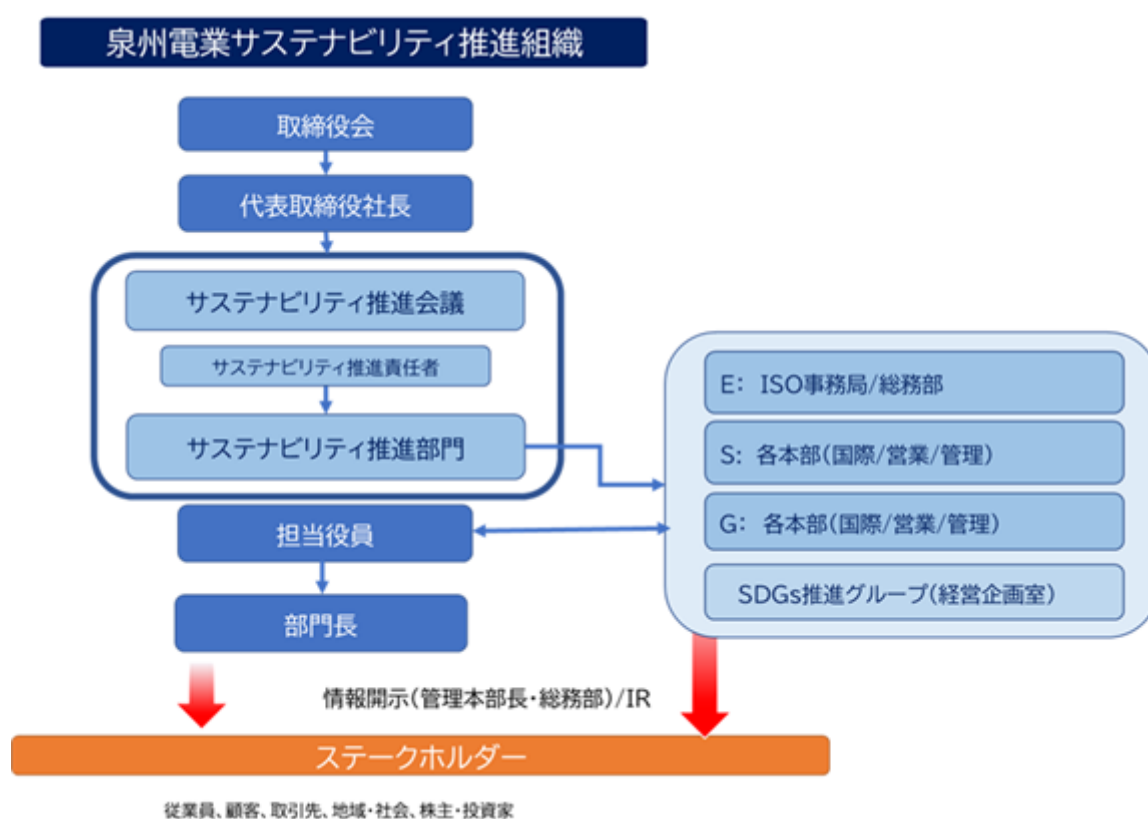 泉州電業サステナビリティ推進組織
取締役会
代表取締役社長
サステナビリティ推進会議
サステナビリティ推進責任者
サステナビリティ推進部門
担当役員
部門長
E: ISO事務局/総務部
S: 各本部(国際/営業/管理)
G: 各本部(国際/営業/管理)
SDGs推進グループ(経営企画室)
情報開示(管理本部長・総務部)/IR
ステークホルダー
従業員、顧客、取引先、地域・社会、株主・投資家